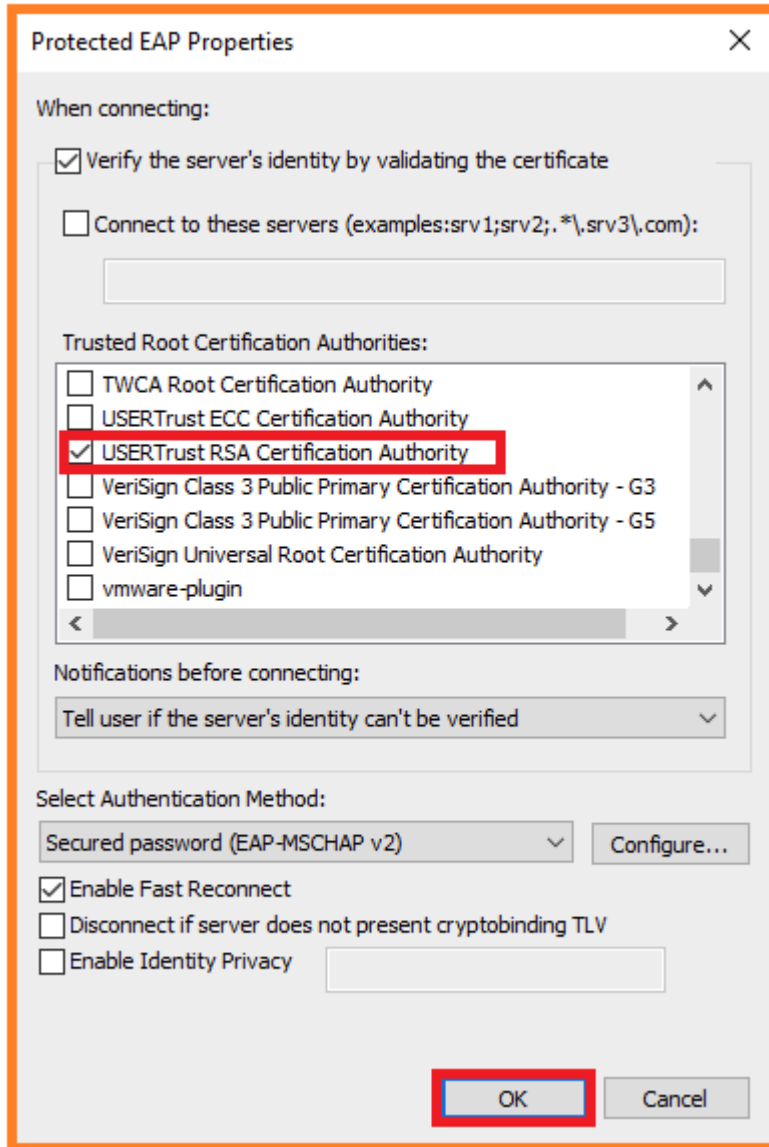 Protected EAP Properties
When connecting:
Verify the server's identity by validating the certificate
Connect to these servers (examples:srv1;srv2;.*\.srv3\.com):
Trusted Root Certification Authorities:
TWCA Root Certification Authority
USERTrust ECC Certification Authority
USERTrust RSA Certification Authority
VeriSign Class 3 Public Primary Certification Authority - G3
VeriSign Class 3 Public Primary Certification Authority - G5
VeriSign Universal Root Certification Authority
vmware-plugin
Notifications before connecting:
Tell user if the server's identity can't be verified
Select Authentication Method:
Secured password (EAP-MSCHAP v2)
Configure...
Enable Fast Reconnect
Disconnect if server does not present cryptobinding TLV
Enable Identity Privacy
OK
Cancel